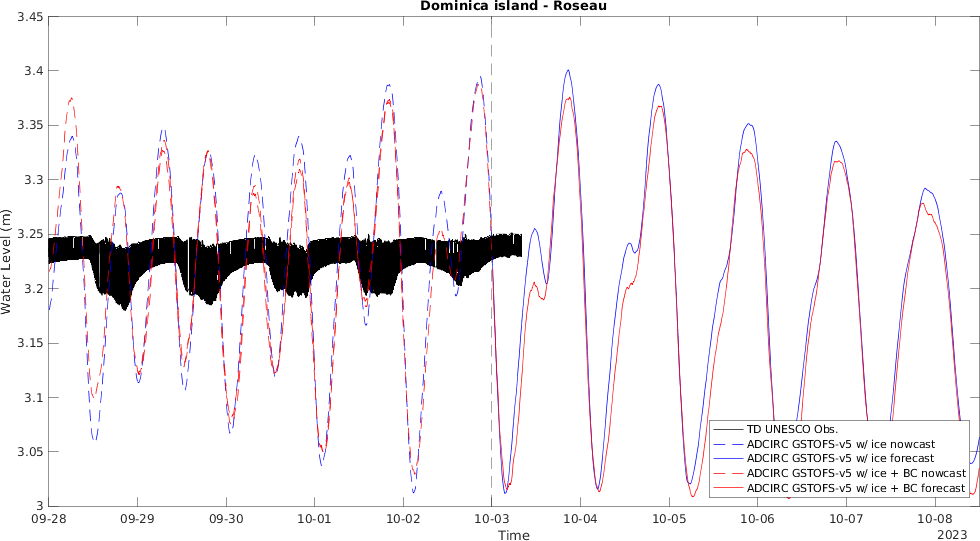 Dominica island - Roseau
3.45
3.4
3.35
3.3
3.25
3.2
3.15
3.1
3.05
3
Water Level (m)
TD UNESCO Obs.
ADCIRC GSTOFS-v5 w/ ice nowcast
ADCIRC GSTOFS-v5 w/ ice forecast
ADCIRC GSTOFS-v5 w/ ice + BC nowcast
ADCIRC GSTOFS-v5 w/ ice + BC forecast
09-28 09-29 09-30 10-01 10-02 10-03 10-04 10-05 10-06 10-07 10-08
Time 2023